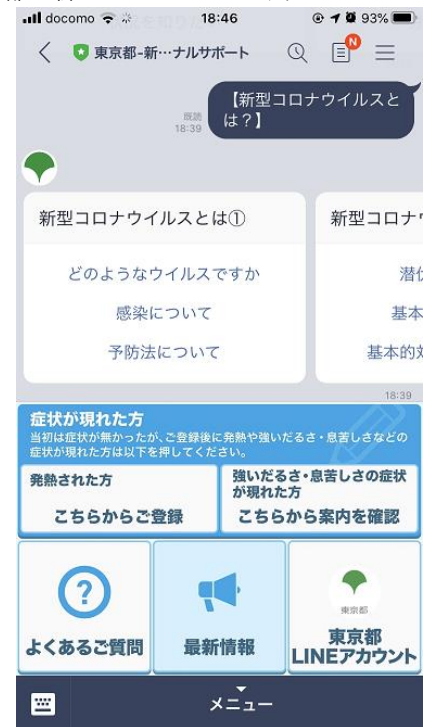 docomo 18:46 93%
東京都-新…ナルサポート N
【新型コロナウイルスと
は？】
既読
18:39
新型コロナウイルスとは①
どのようなウイルスですか
感染について
予防法について
新型コロナ
潜伏
基本
基本的
18:39
症状が現れた方
当初は症状が無かったが、ご登録後に発熱や強いだるさ・息苦しさなどの
症状が現れた方は以下を押してください。
発熱された方
こちらからご登録
強いだるさ・息苦しさの症状
が現れた方
こちらから案内を確認
よくあるご質問
最新情報
東京都
東京都
LINEアカウント
メニュー